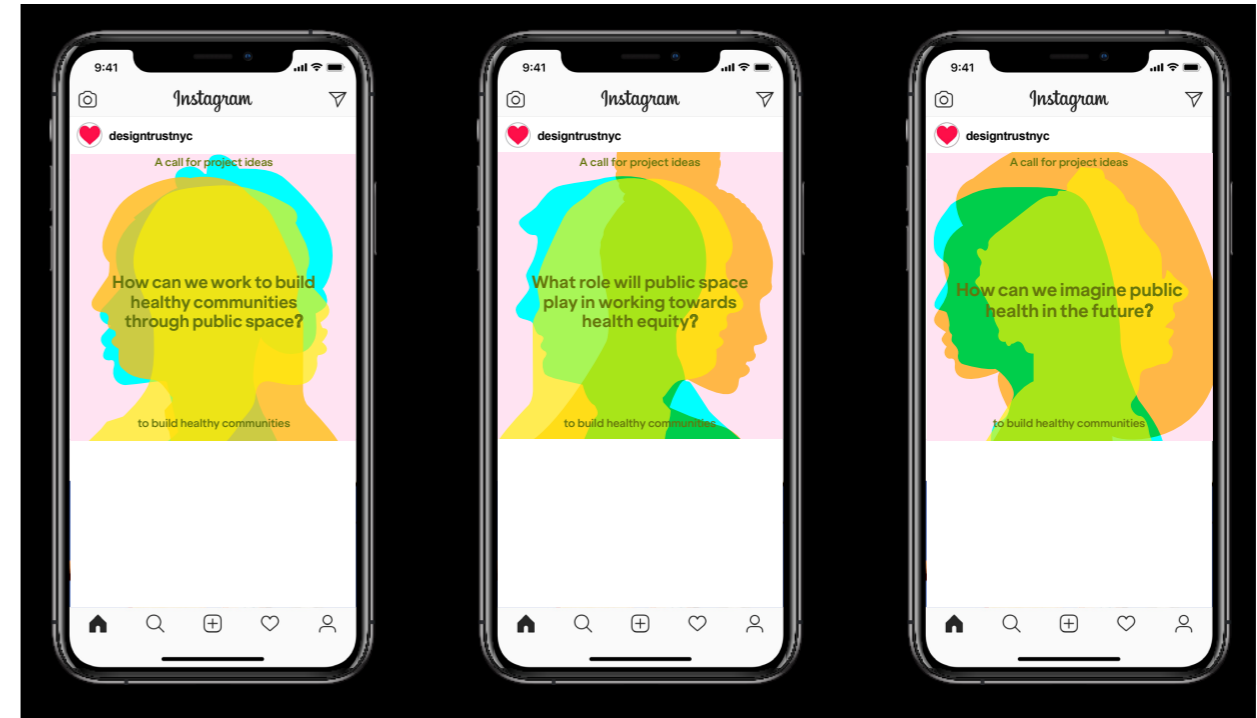 9:41
Instagram
designtrustnyc
A call for project ideas
How can we work to build
healthy communities
through public space?
to build healthy communities
9:41
Instagram
designtrustnyc
A call for project ideas
What role will public space
play in working towards
health equity?
to build healthy communities
9:41
Instagram
designtrustnyc
A call for project ideas
How can we imagine public
health in the future?
to build healthy communities